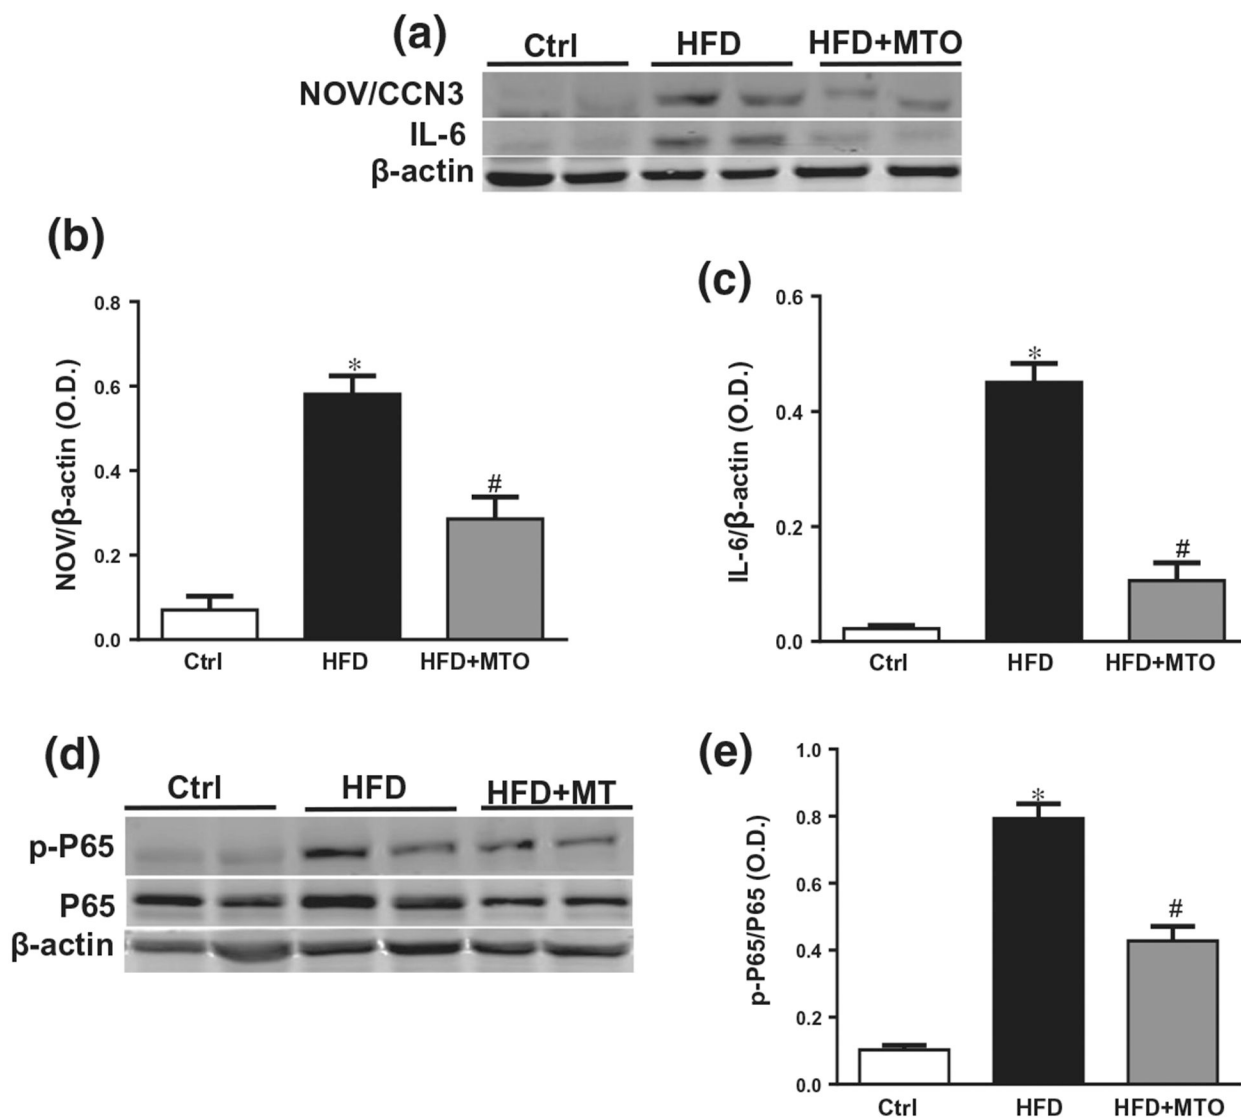 (a)
Ctrl HFD HFD+MTO
NOV/CCN3
IL-6
β-actin
(b)
NOV/β-actin (O.D.)
0.8
0.6
0.4
0.2
0.0
*
#
Ctrl HFD HFD+MTO
(c)
IL-6/β-actin (O.D.)
0.6
0.4
0.2
0.0
*
#
Ctrl HFD HFD+MTO
(d)
Ctrl HFD HFD+MT
p-P65
P65
β-actin
(e)
p-P65/P65 (O.D.)
1.0
0.8
0.6
0.4
0.2
0.0
*
#
Ctrl HFD HFD+MTO